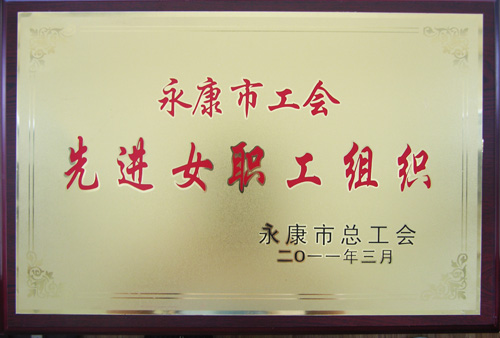 永康市工会
先进女职工组织
永康市总工会
二〇一一年三月